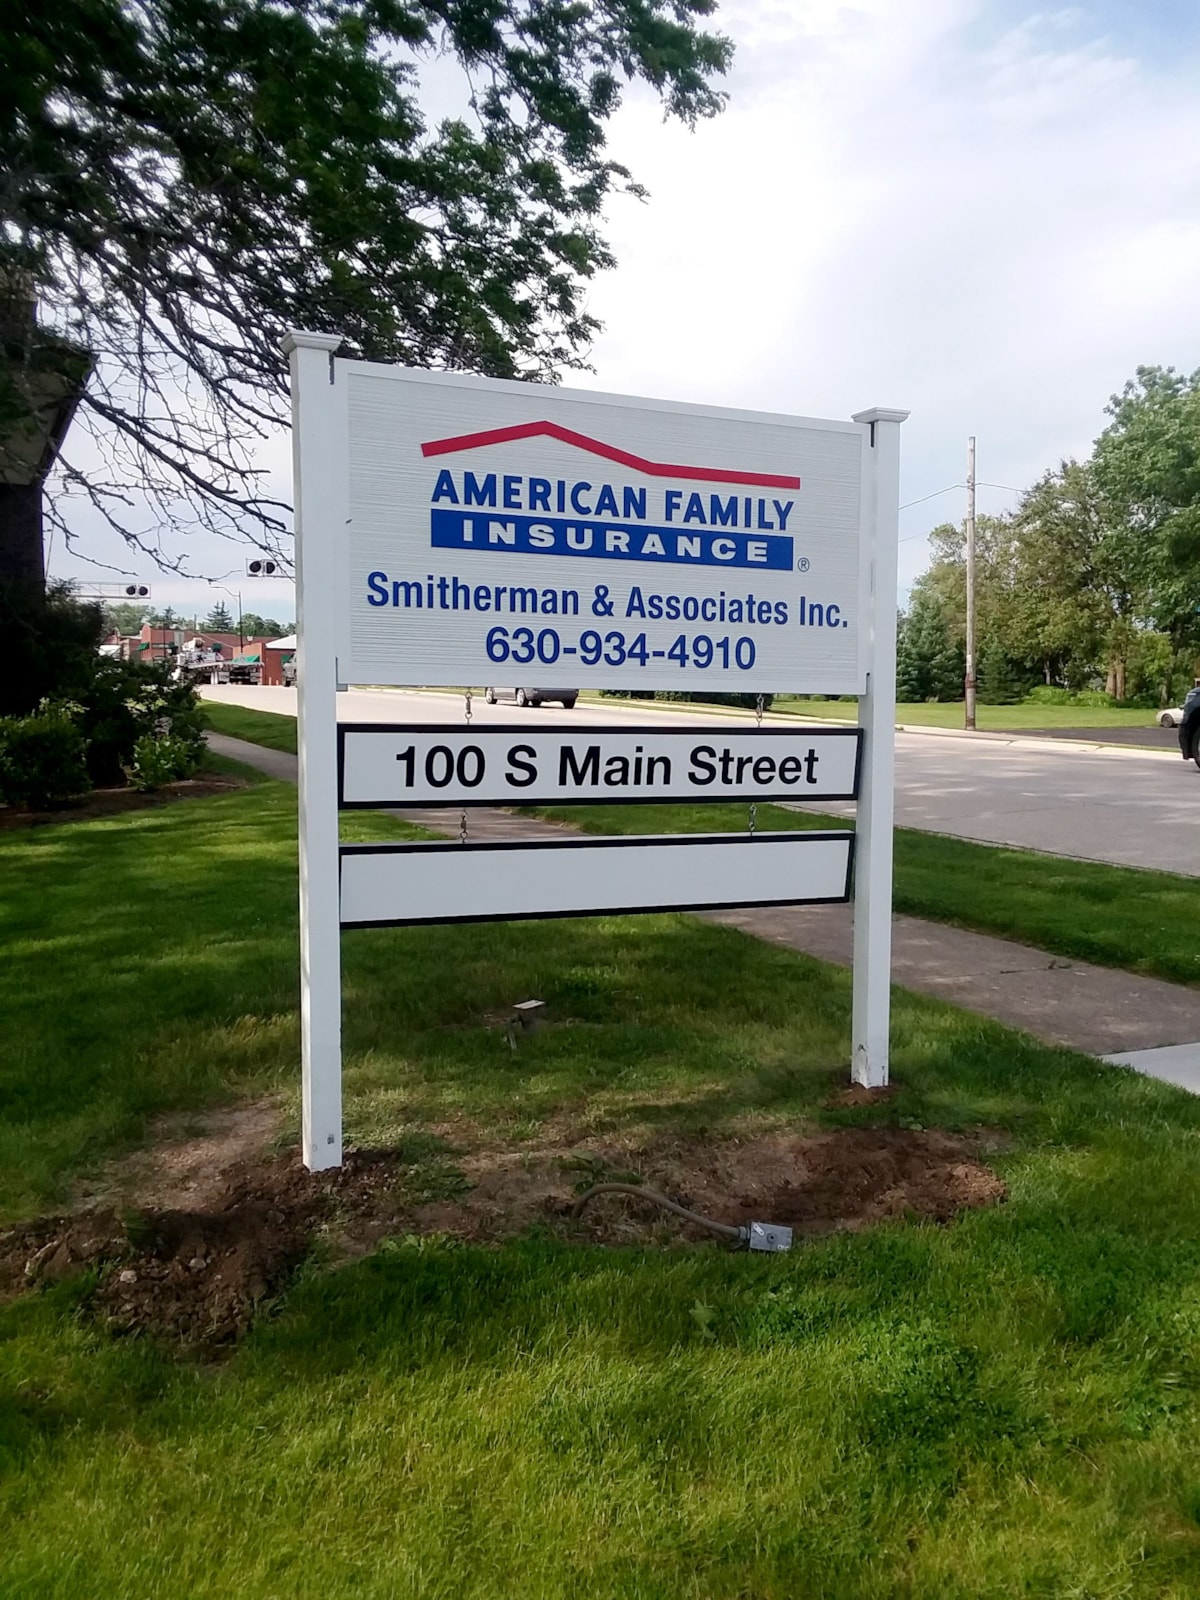 AMERICAN FAMILY
INSURANCE ®
Smitherman & Associates Inc.
630-934-4910
100 S Main Street